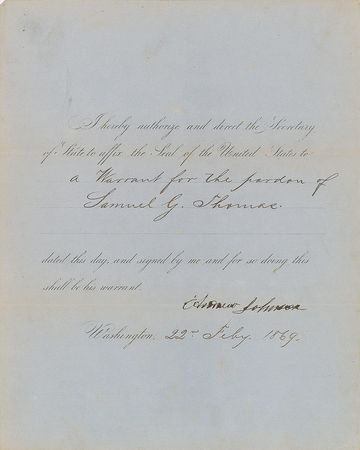 I hereby authorize and direct the Secretary
of State to affix the Seal of the United States to
a Warrant for the pardon of
Samuel G. Thomas.
dated this day, and signed by me and for so doing this
shall be his warrant.
Andrew Johnson
Washington, 22d Feby. 1869.